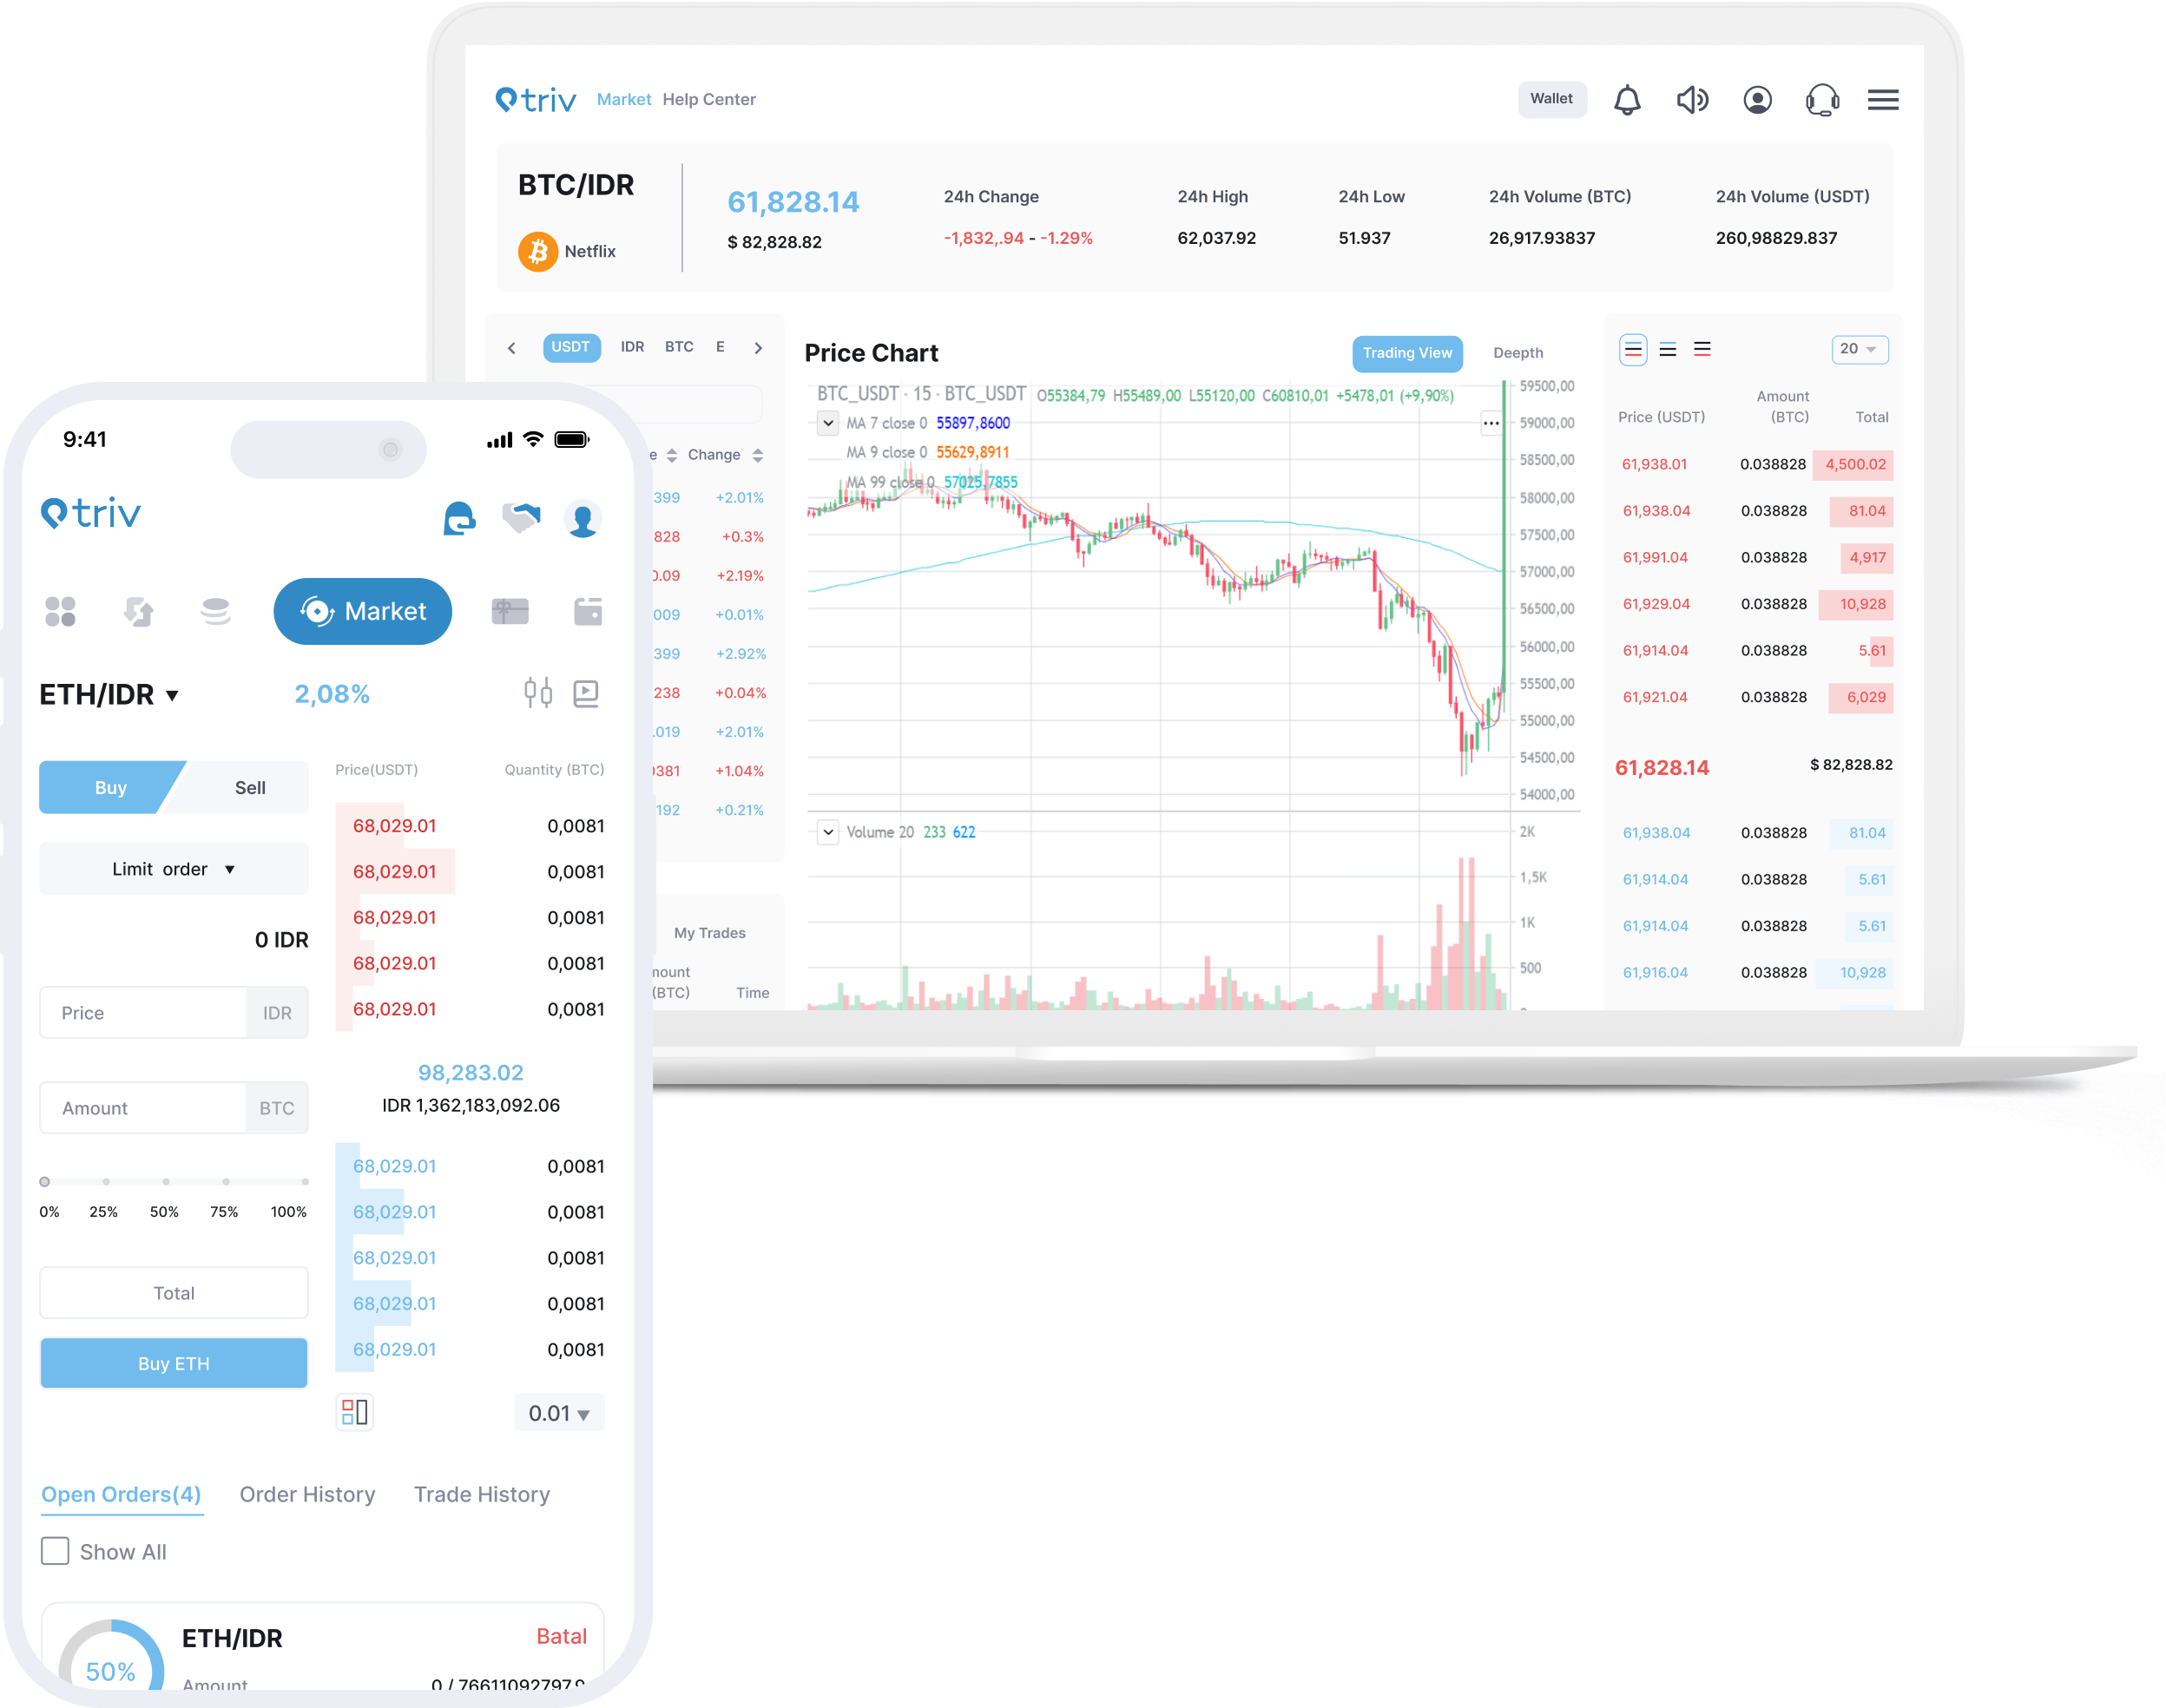 triv Market Help Center Wallet
BTC/IDR
Netflix
61,828.14
$ 82,828.82
24h Change
-1,832,.94 - -1.29%
24h High
62,037.92
24h Low
51.937
24h Volume (BTC)
26,917.93837
24h Volume (USDT)
260,98829.837
USDT IDR BTC E
Change
399 +2.01%
828 +0.3%
0.09 +2.19%
009 +0.01%
399 +2.92%
238 +0.04%
.019 +2.01%
381 +1.04%
192 +0.21%
My Trades
mount
(BTC) Time
Price Chart
Trading View Deepth
BTC_USDT · 15 · BTC_USDT O55384,79 H55489,00 L55120,00 C60810,01 +5478,01 (+9,90%)
MA 7 close 0 55897,8600
MA 9 close 0 55629,8911
MA 99 close 0 57025,7855
59500,00
59000,00
58500,00
58000,00
57500,00
57000,00
56500,00
56000,00
55500,00
55000,00
54500,00
54000,00
Volume 20 233 622
2K
1,5K
1K
500
20
Price (USDT) Amount (BTC) Total
61,938.01 0.038828 4,500.02
61,938.04 0.038828 81.04
61,991.04 0.038828 4,917
61,929.04 0.038828 10,928
61,914.04 0.038828 5.61
61,921.04 0.038828 6,029
61,828.14 $ 82,828.82
61,938.04 0.038828 81.04
61,914.04 0.038828 5.61
61,914.04 0.038828 5.61
61,916.04 0.038828 10,928
9:41
triv
Market
ETH/IDR 2,08%
Buy Sell
Limit order
0 IDR
Price IDR
Amount BTC
0% 25% 50% 75% 100%
Total
Buy ETH
Price(USDT) Quantity (BTC)
68,029.01 0,0081
68,029.01 0,0081
68,029.01 0,0081
68,029.01 0,0081
68,029.01 0,0081
98,283.02
IDR 1,362,183,092.06
68,029.01 0,0081
68,029.01 0,0081
68,029.01 0,0081
68,029.01 0,0081
68,029.01 0,0081
0.01
Open Orders(4) Order History Trade History
Show All
50%
ETH/IDR Batal
Amount 0 / 76611092797.9